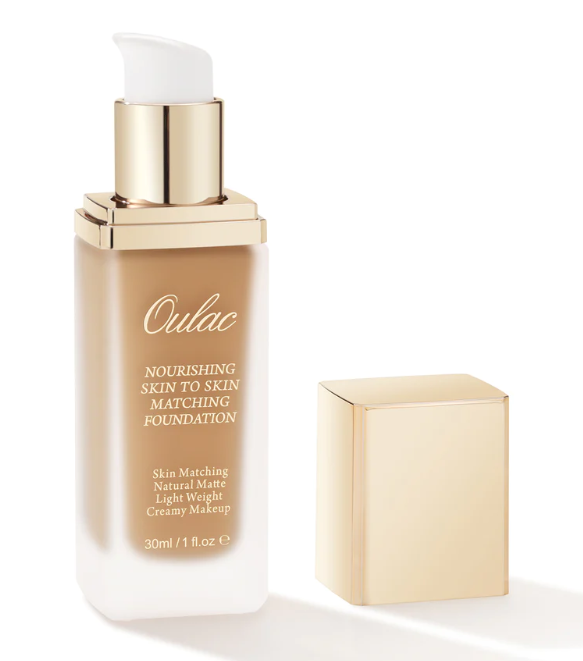 Oulac
NOURISHING
SKIN TO SKIN
MATCHING
FOUNDATION
Skin Matching
Natural Matte
Light Weight
Creamy Makeup
30ml / 1 fl.oz ℮